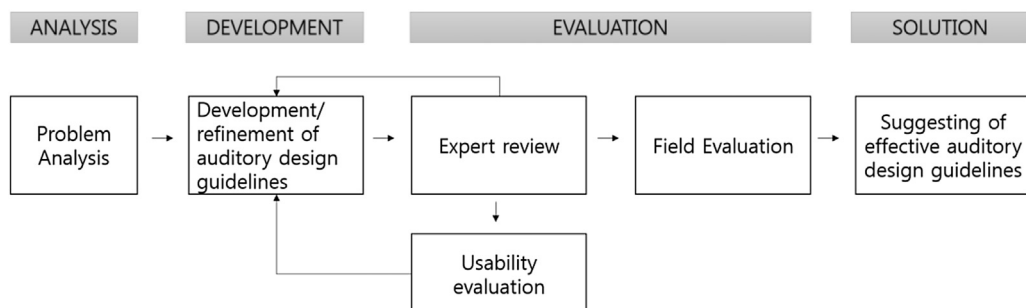 ANALYSIS
DEVELOPMENT
EVALUATION
SOLUTION
Problem
Analysis
Development/
refinement of
auditory design
guidelines
Expert review
Field Evaluation
Suggesting of
effective auditory
design guidelines
Usability
evaluation